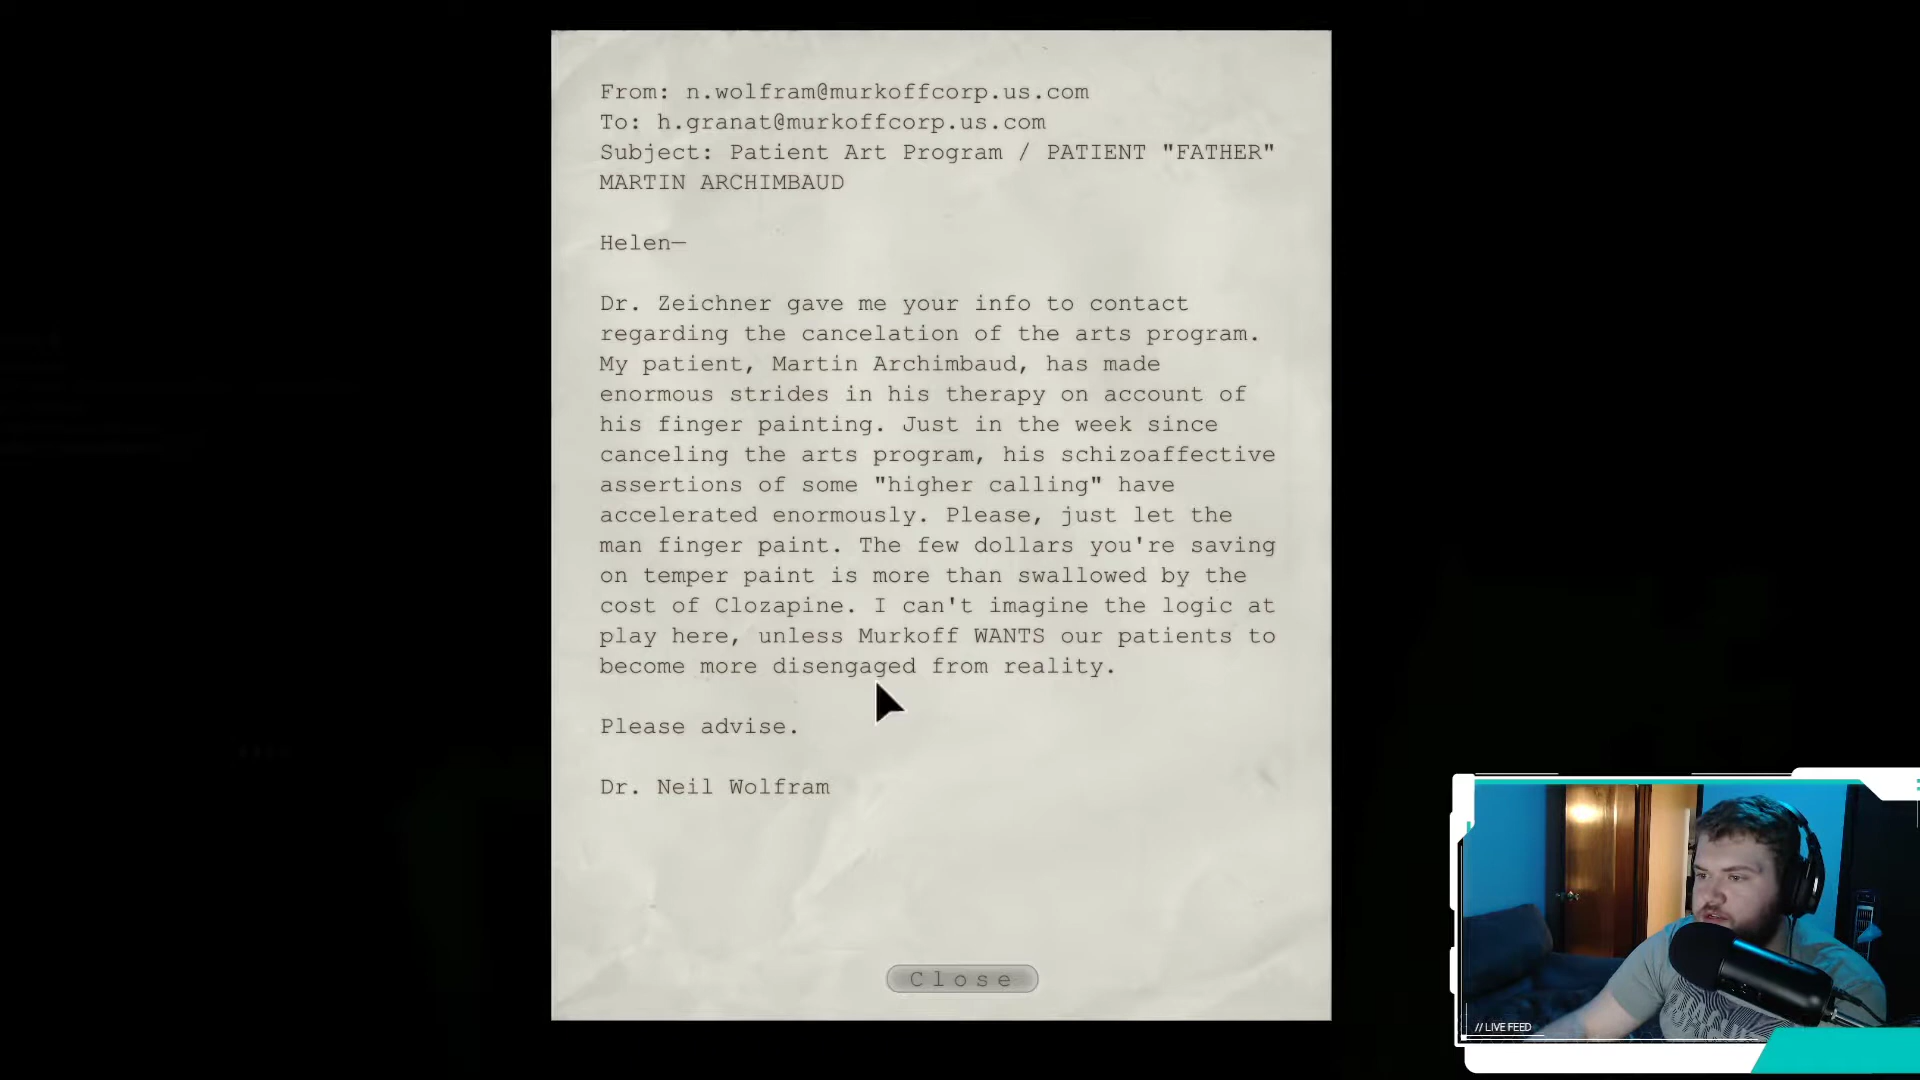 From: n.wolfram@murkoffcorp.us.com
To: h.granat@murkoffcorp.us.com
Subject: Patient Art Program / PATIENT "FATHER"
MARTIN ARCHIMBAUD
Helen—
Dr. Zeichner gave me your info to contact
regarding the cancelation of the arts program.
My patient, Martin Archimbaud, has made
enormous strides in his therapy on account of
his finger painting. Just in the week since
canceling the arts program, his schizoaffective
assertions of some "higher calling" have
accelerated enormously. Please, just let the
man finger paint. The few dollars you're saving
on temper paint is more than swallowed by the
cost of Clozapine. I can't imagine the logic at
play here, unless Murkoff WANTS our patients to
become more disengaged from reality.
Please advise.
Dr. Neil Wolfram
Close
// LIVE FEED